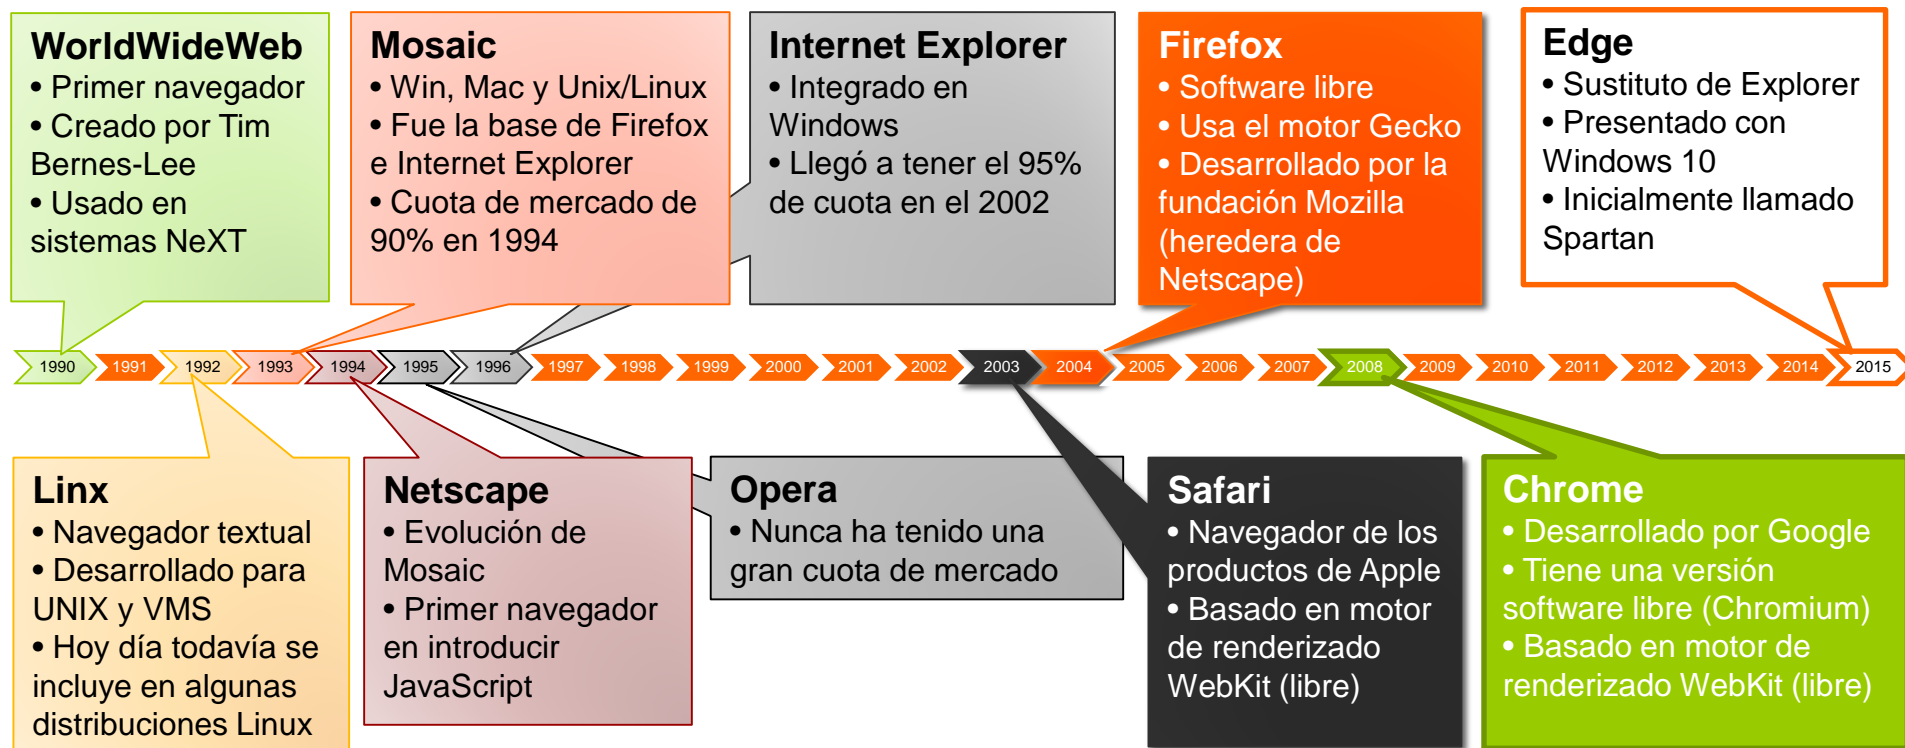 WorldWideWeb
• Primer navegador
• Creado por Tim
Bernes-Lee
• Usado en
sistemas NeXT
Mosaic
• Win, Mac y Unix/Linux
• Fue la base de Firefox
e Internet Explorer
• Cuota de mercado de
90% en 1994
Internet Explorer
• Integrado en
Windows
• Llegó a tener el 95%
de cuota en el 2002
Firefox
• Software libre
• Usa el motor Gecko
• Desarrollado por la
fundación Mozilla
(heredera de
Netscape)
Edge
• Sustituto de Explorer
• Presentado con
Windows 10
• Inicialmente llamado
Spartan
1990 1991 1992 1993 1994 1995 1996 1997 1998 1999 2000 2001 2002 2003 2004 2005 2006 2007 2008 2009 2010 2011 2012 2013 2014 2015
Linx
• Navegador textual
• Desarrollado para
UNIX y VMS
• Hoy día todavía se
incluye en algunas
distribuciones Linux
Netscape
• Evolución de
Mosaic
• Primer navegador
en introducir
JavaScript
Opera
• Nunca ha tenido una
gran cuota de mercado
Safari
• Navegador de los
productos de Apple
• Basado en motor
de renderizado
WebKit (libre)
Chrome
• Desarrollado por Google
• Tiene una versión
software libre (Chromium)
• Basado en motor de
renderizado WebKit (libre)